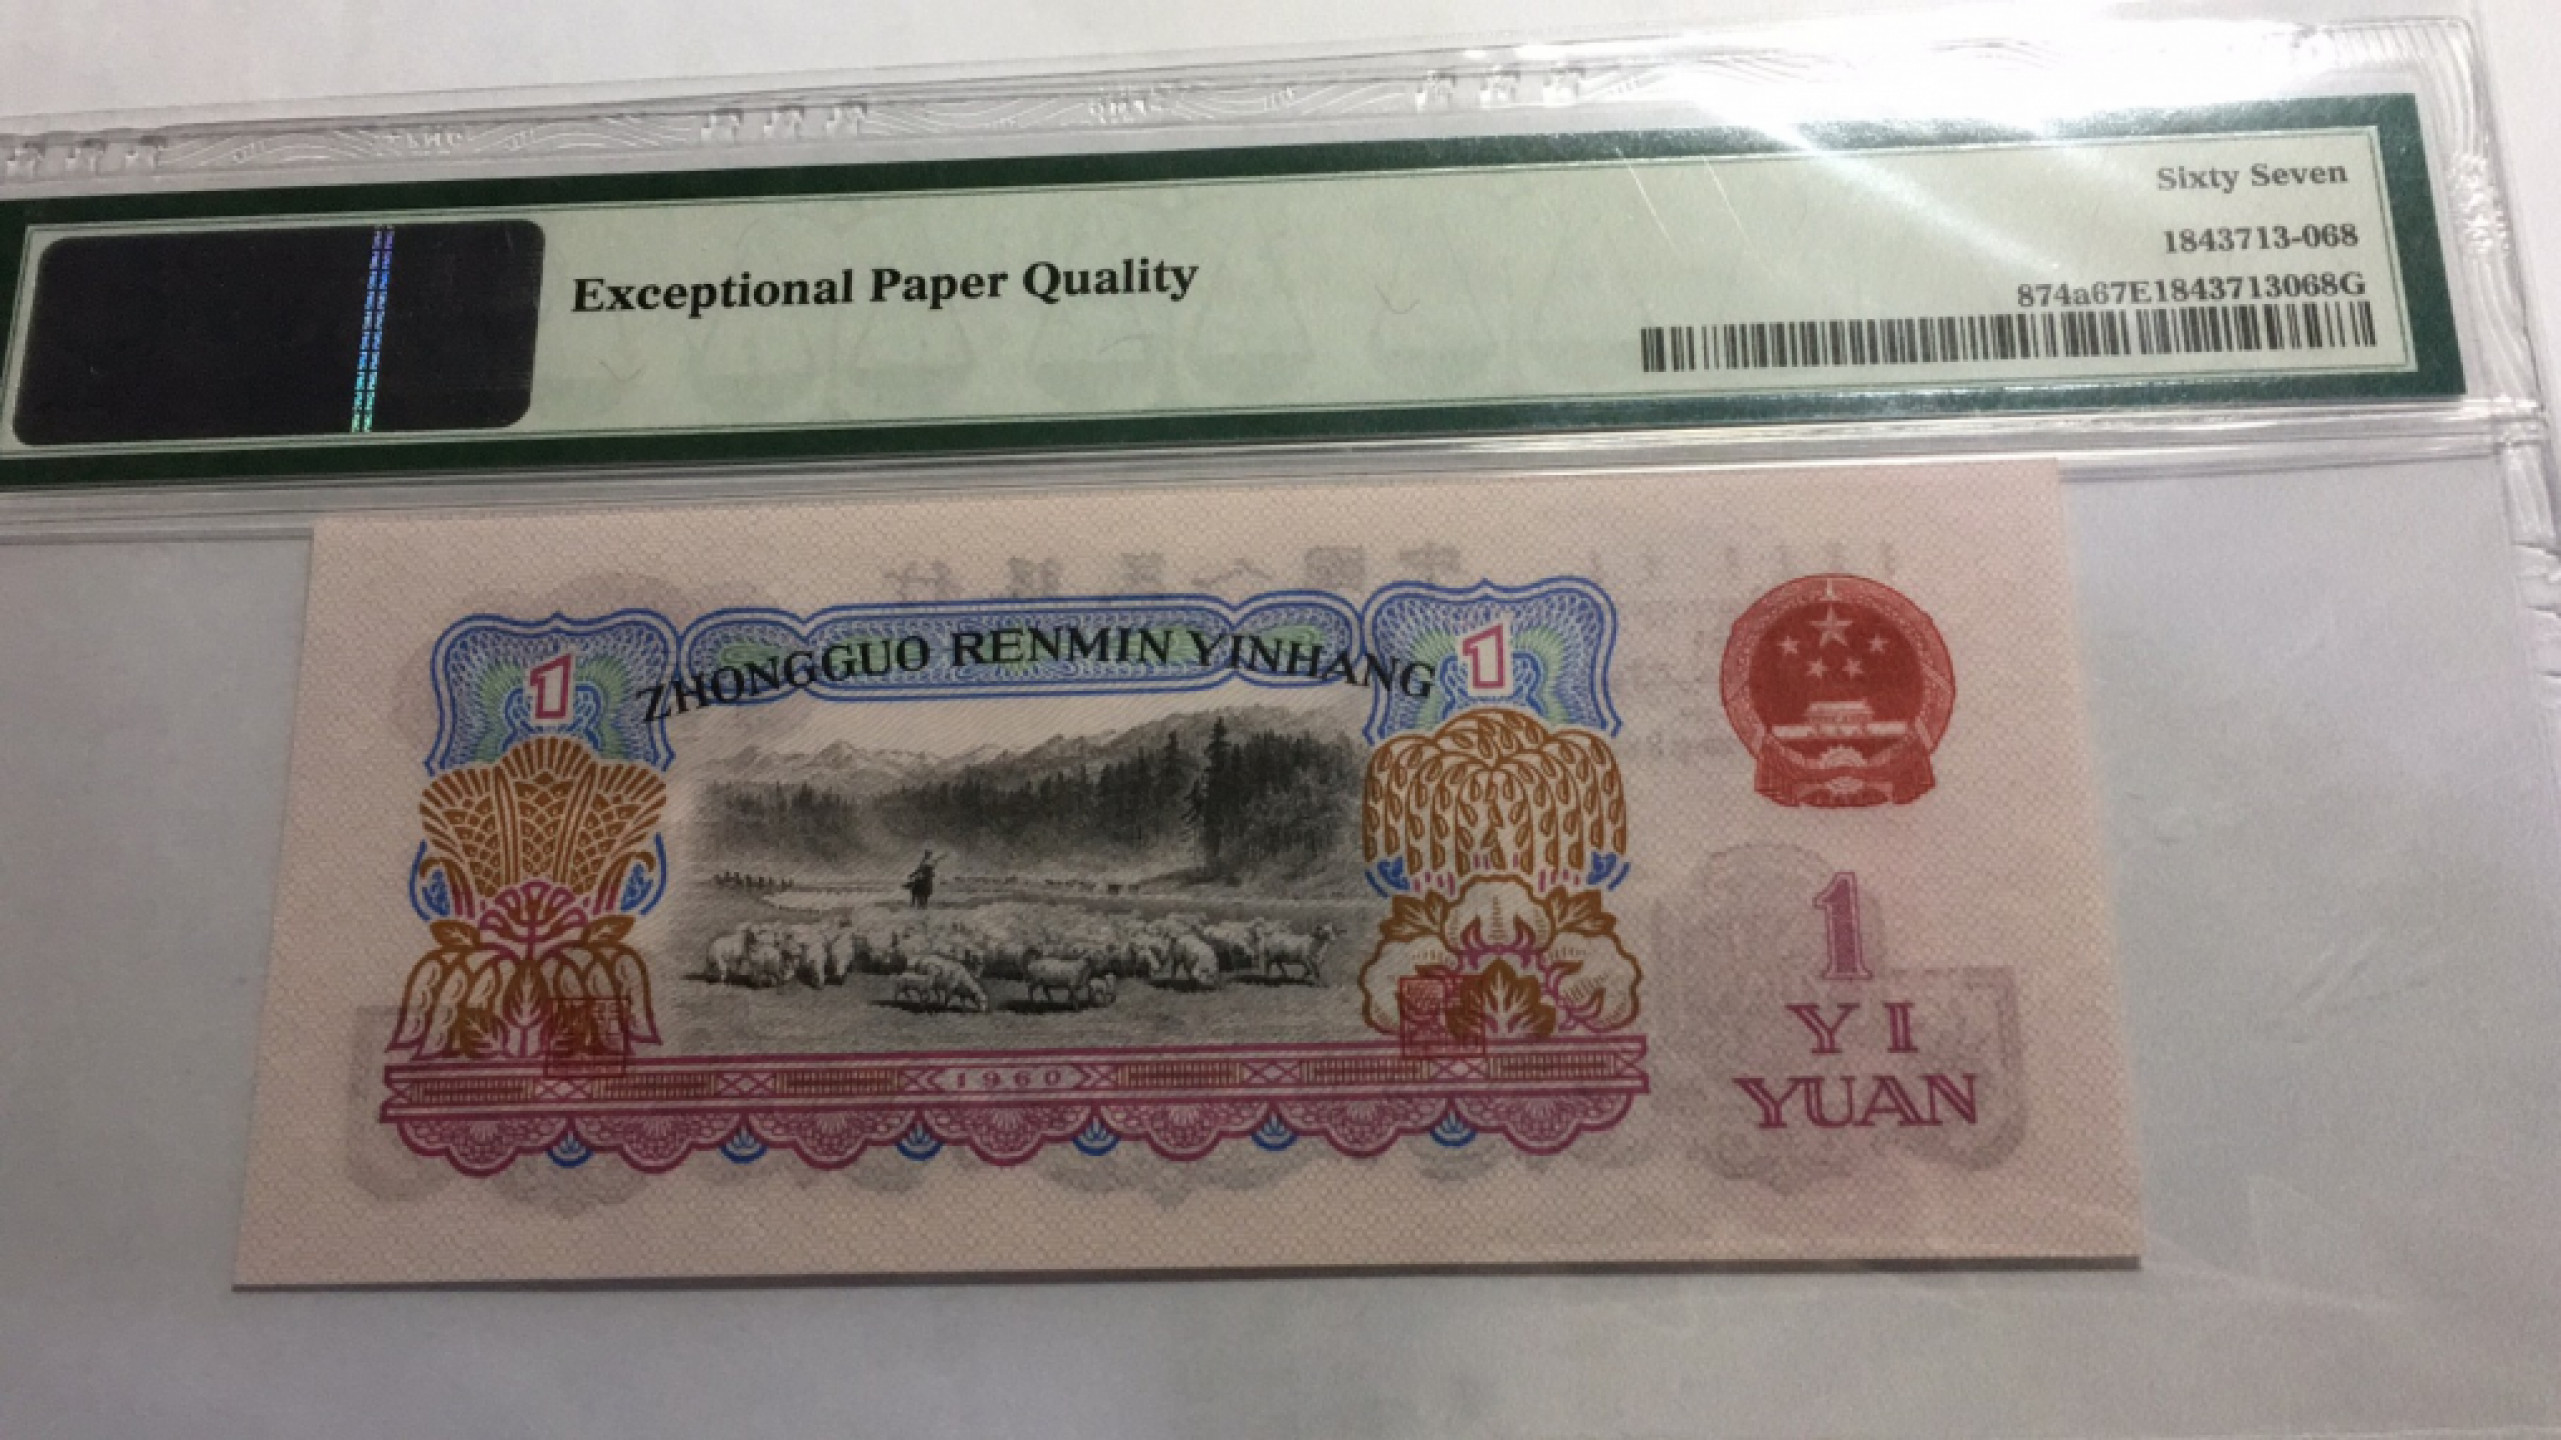 Sixty Seven
1843713-068
Exceptional Paper Quality
874a67E1843713068G
ZHONGGUO RENMIN YINHANG
1
1
1
YI
YUAN
1960